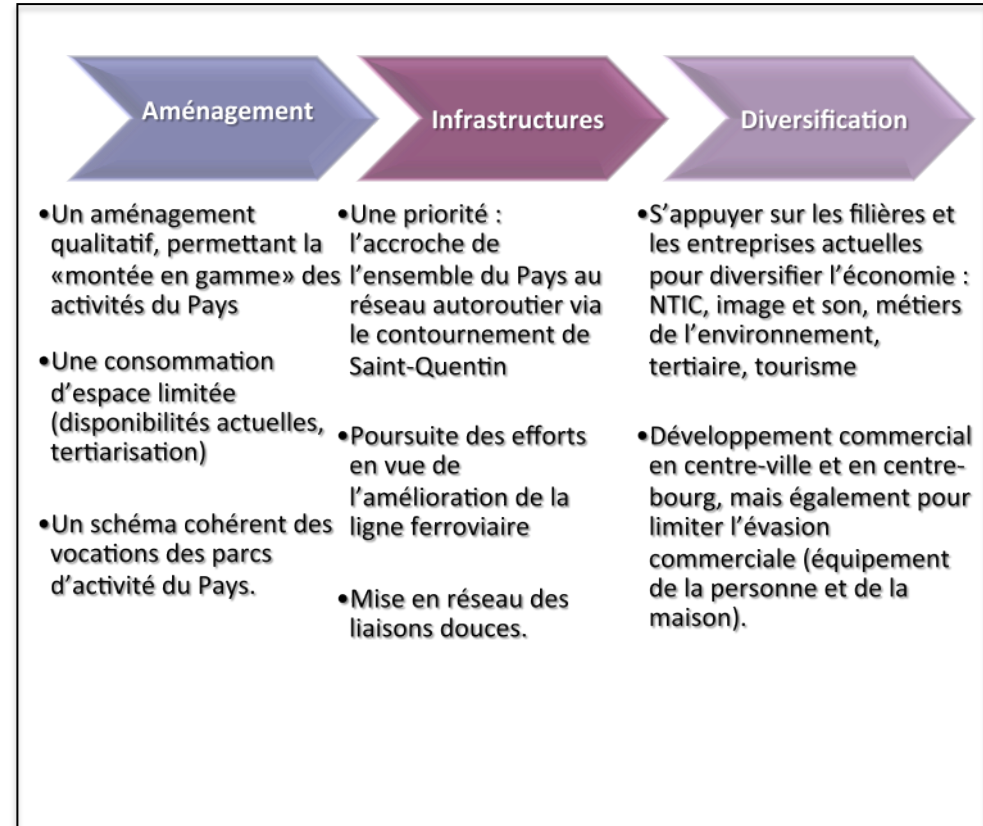 Aménagement
•Un aménagement
qualitatif, permettant la
«montée en gamme» des
activités du Pays
•Une consommation
d’espace limitée
(disponibilités actuelles,
tertiarisation)
•Un schéma cohérent des
vocations des parcs
d’activité du Pays.
Infrastructures
•Une priorité :
l’accroche de
l’ensemble du Pays au
réseau autoroutier via
le contournement de
Saint-Quentin
•Poursuite des efforts
en vue de
l’amélioration de la
ligne ferroviaire
•Mise en réseau des
liaisons douces.
Diversification
•S’appuyer sur les filières et
les entreprises actuelles
pour diversifier l’économie :
NTIC, image et son, métiers
de l’environnement,
tertiaire, tourisme
•Développement commercial
en centre-ville et en centre-
bourg, mais également pour
limiter l’évasion
commerciale (équipement
de la personne et de la
maison).